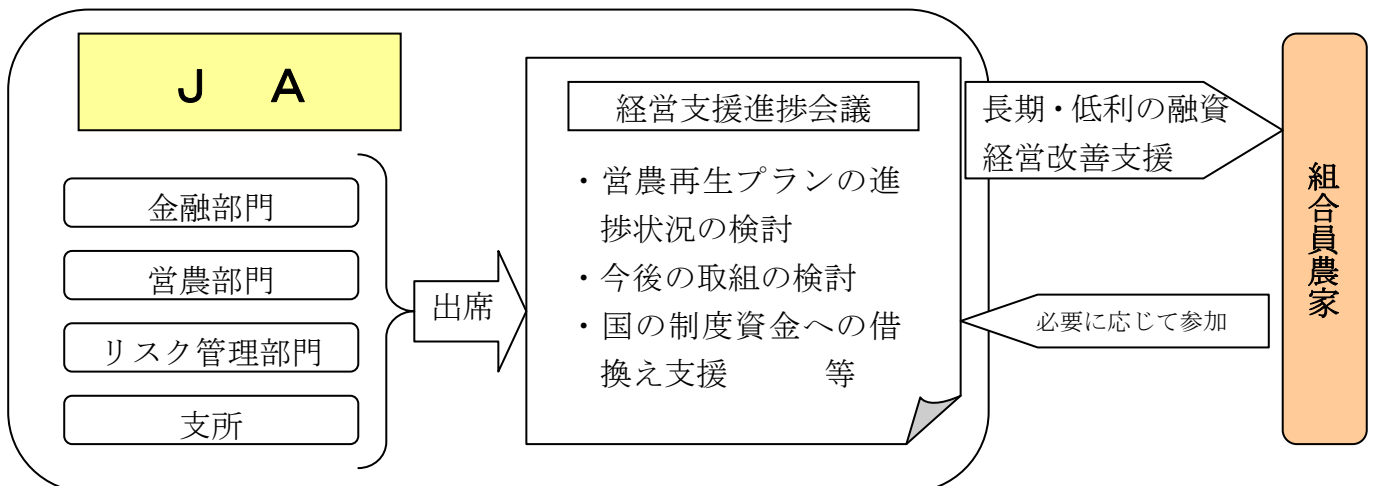 J A
金融部門
営農部門
リスク管理部門
支所
出席
経営支援進捗会議
・営農再生プランの進
捗状況の検討
・今後の取組の検討
・国の制度資金への借
換え支援 等
長期・低利の融資
経営改善支援
必要に応じて参加
組合員農家